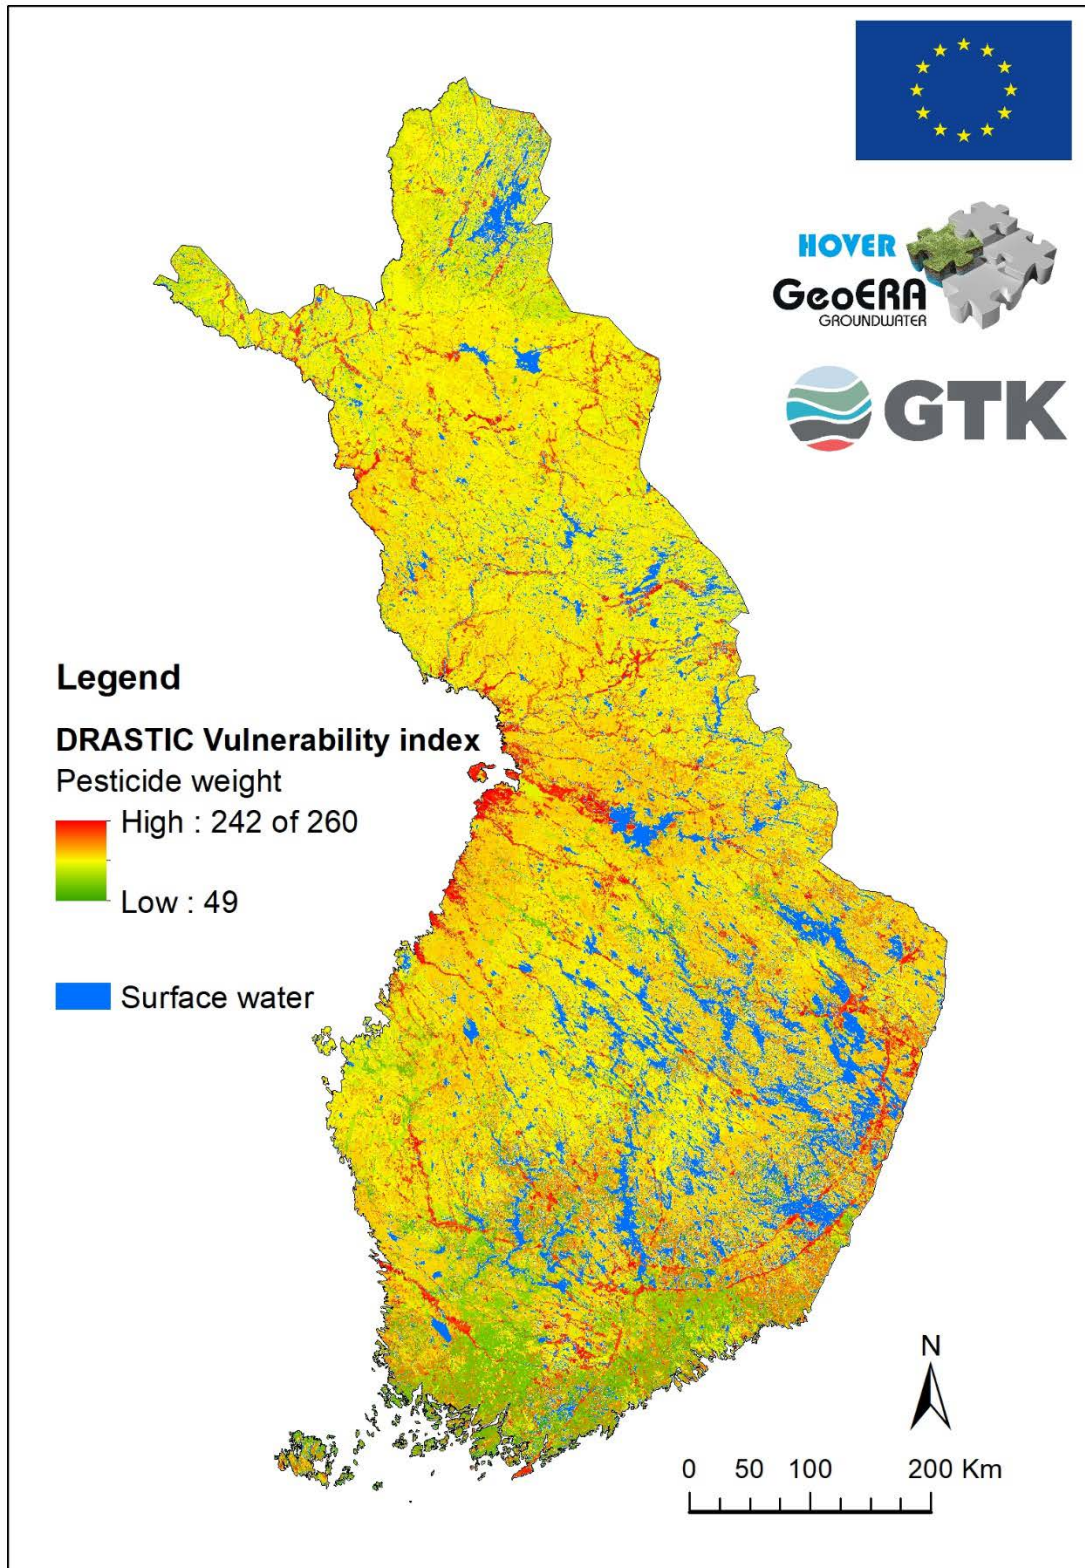 HOVER
GeoERA
GROUNDWATER
GTK
Legend
DRASTIC Vulnerability index
Pesticide weight
High : 242 of 260
Low : 49
Surface water
N
0 50 100 200 Km